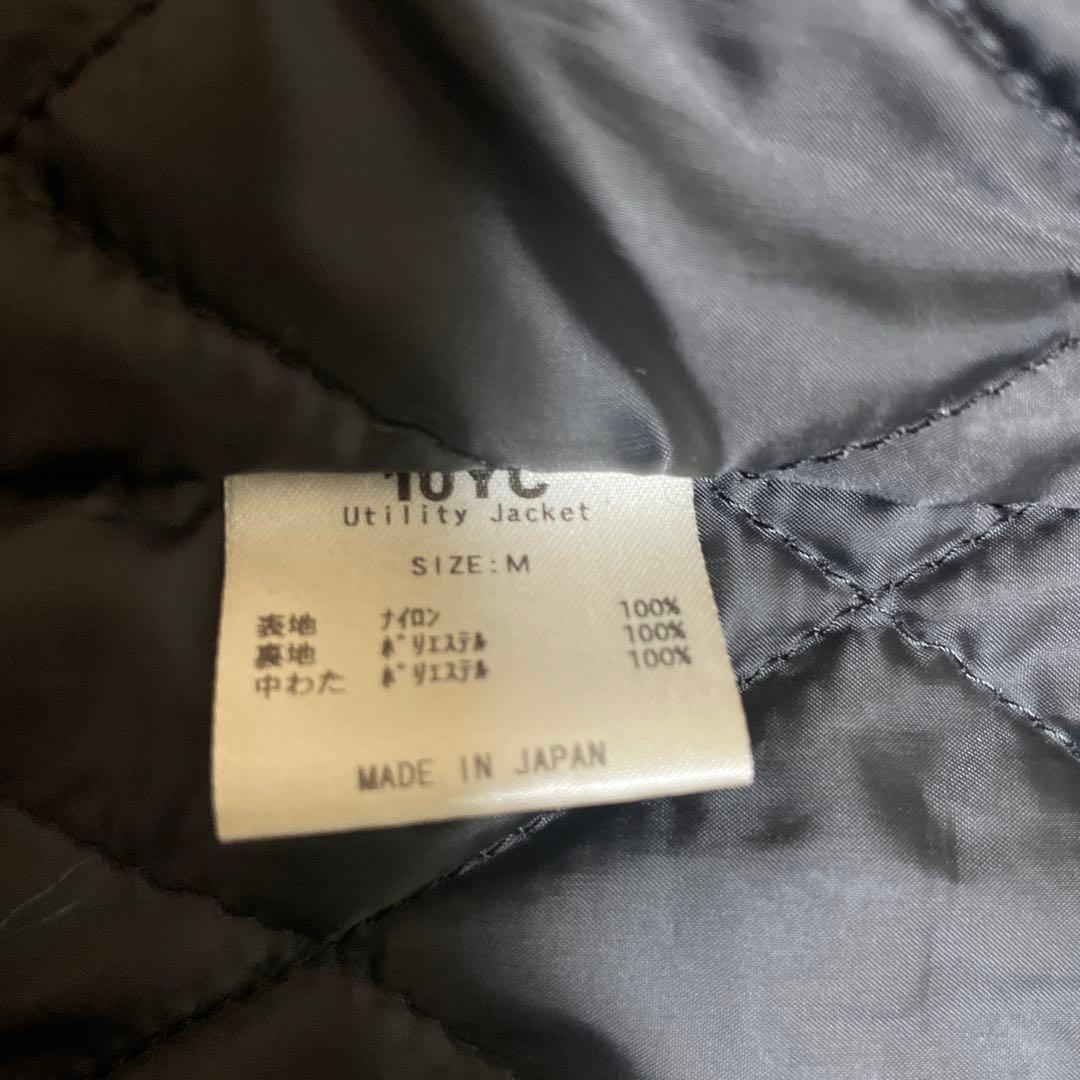 10YC
Utility Jacket
SIZE:M
表地 ナイロン 100%
裏地 ポリエステル 100%
中わた ポリエステル 100%
MADE IN JAPAN